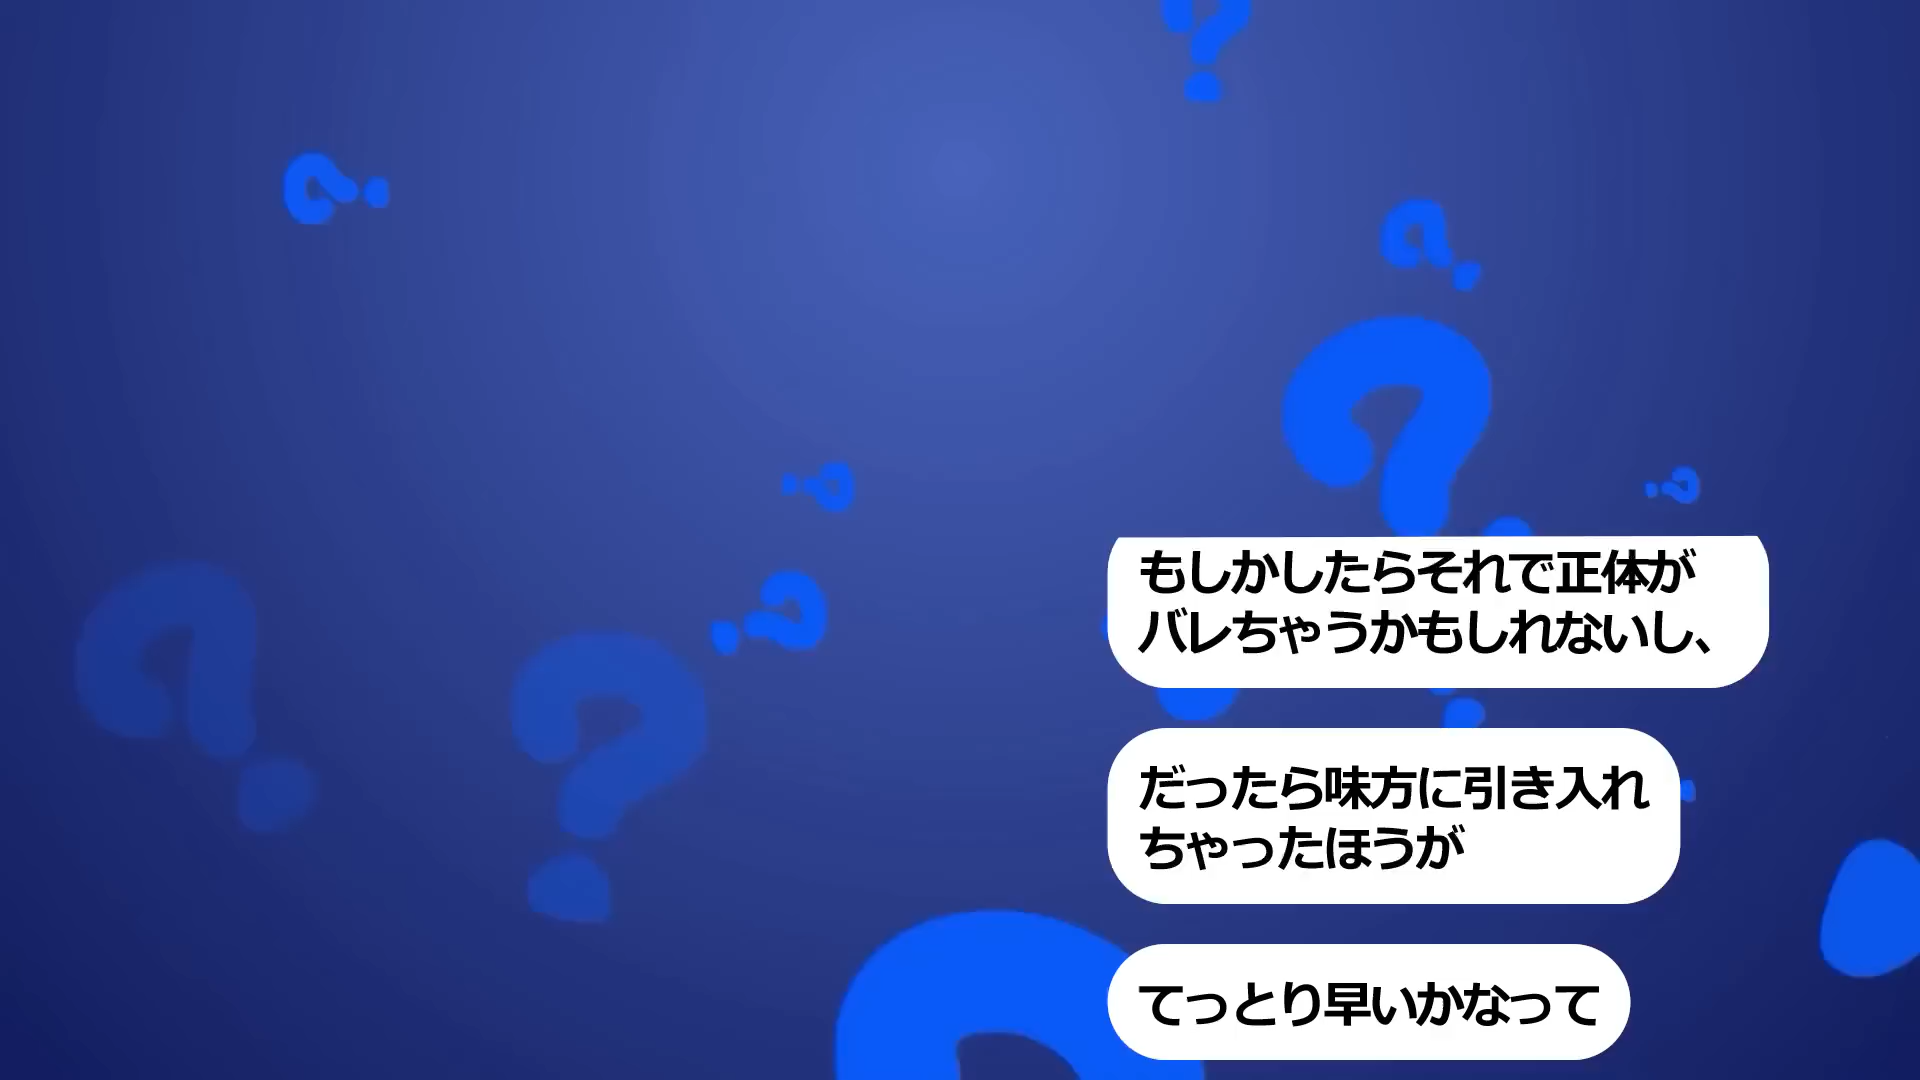 もしかしたらそれで正体が
バレちゃうかもしれないし、
だったら味方に引き入れ
ちゃったほうが
てっとり早いかなって